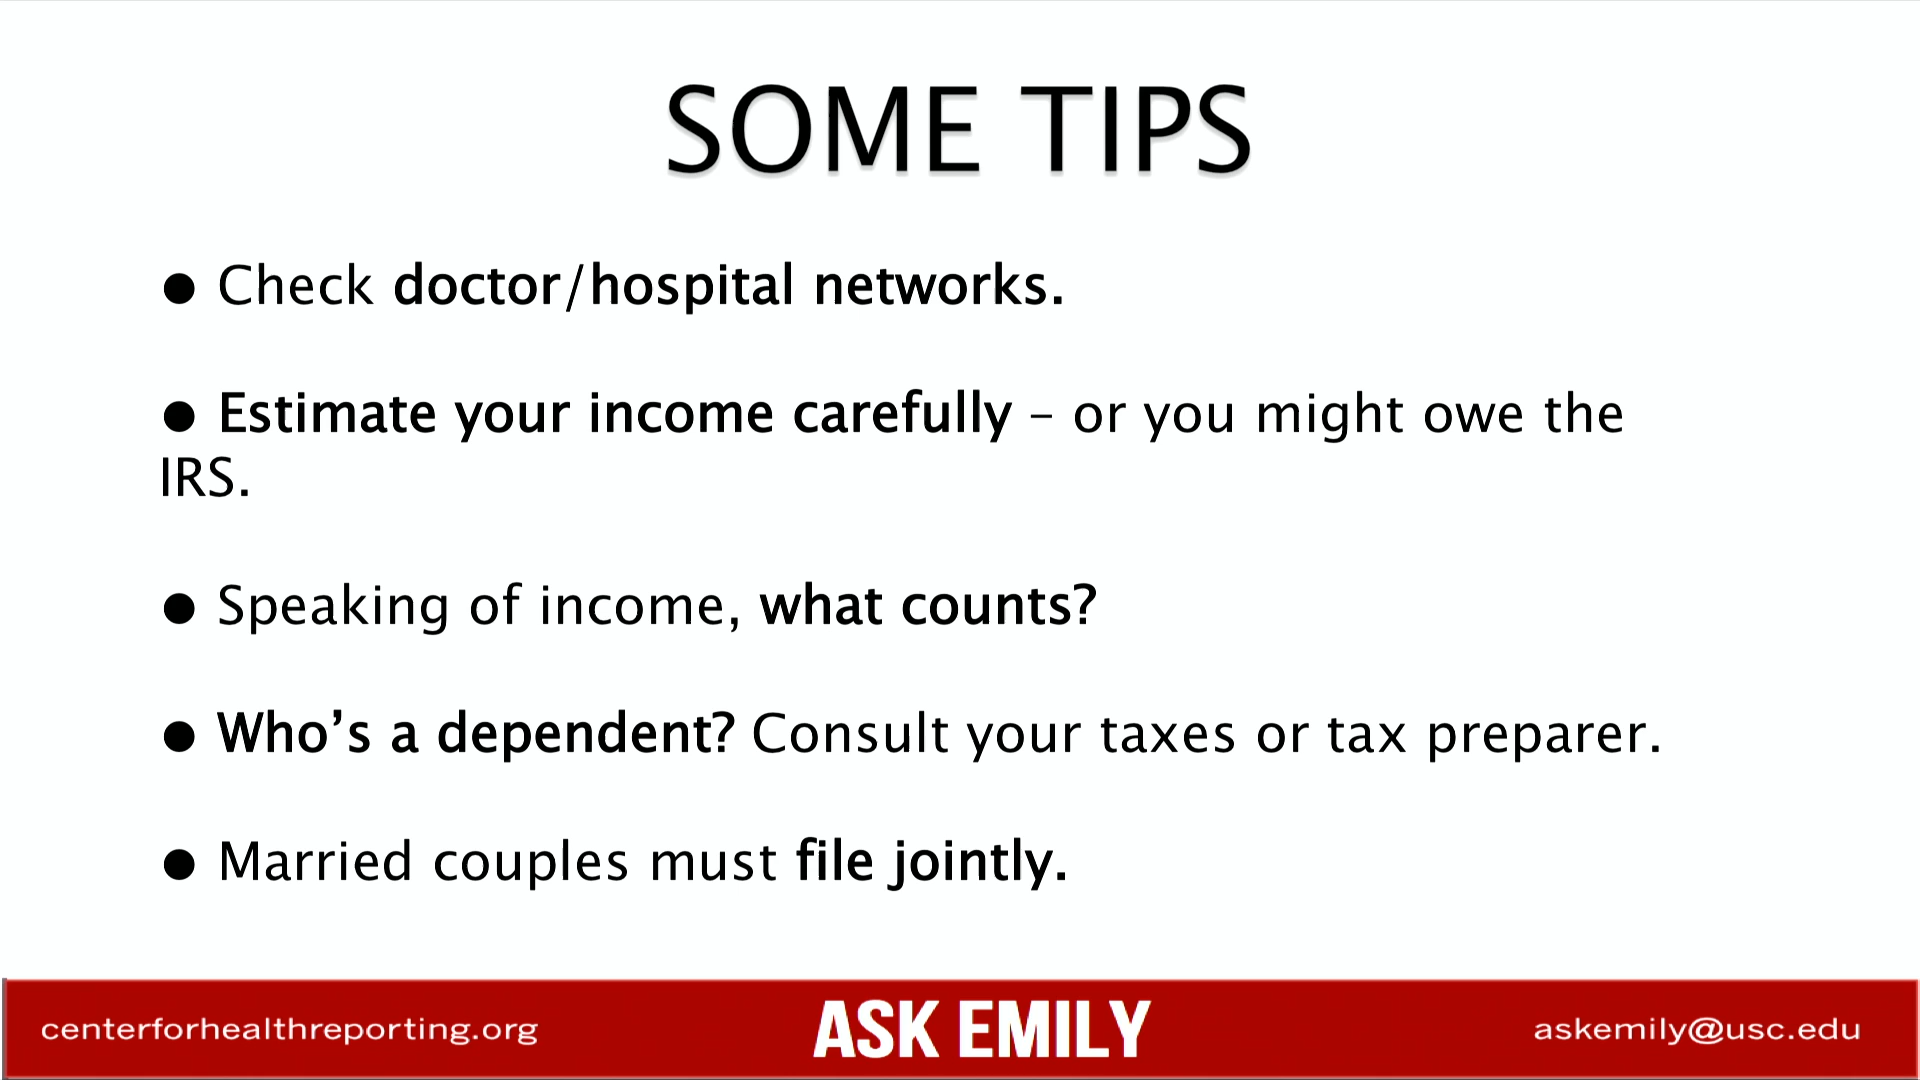 SOME TIPS
● Check doctor/hospital networks.
● Estimate your income carefully – or you might owe the
IRS.
● Speaking of income, what counts?
● Who’s a dependent? Consult your taxes or tax preparer.
● Married couples must file jointly.
centerforhealthreporting.org
ASK EMILY
askemily@usc.edu